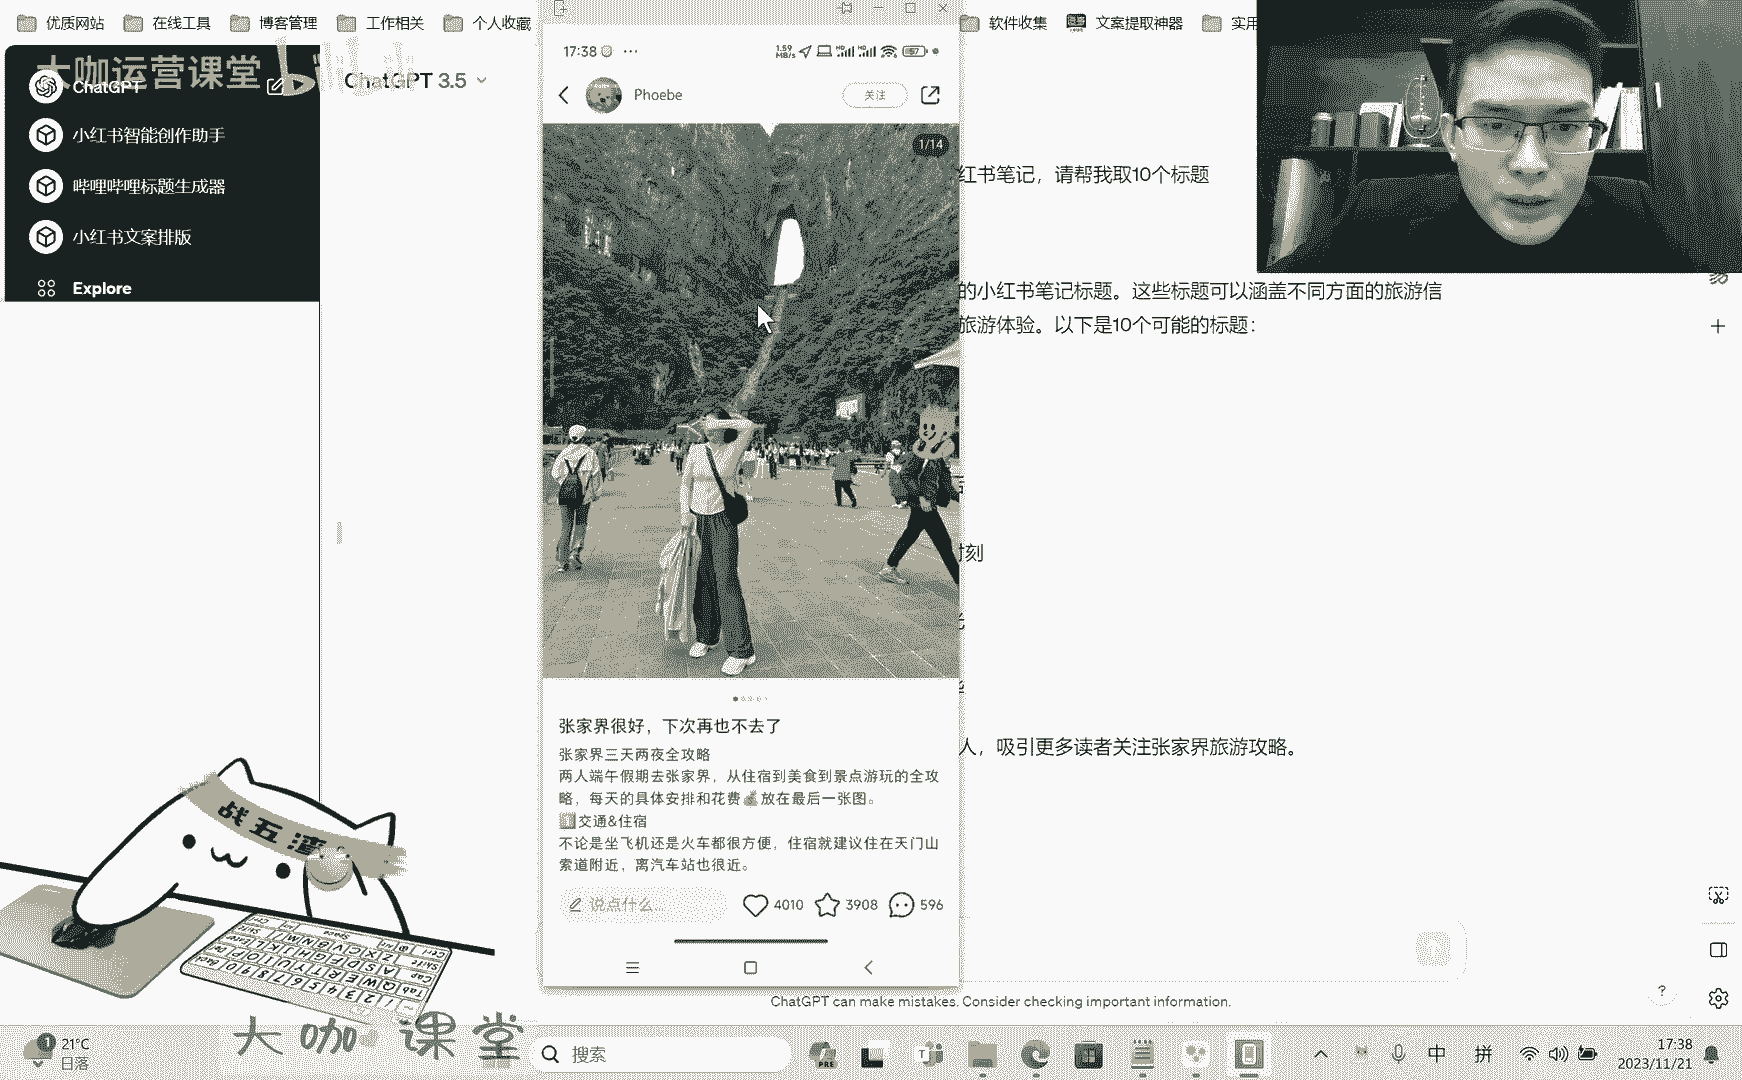 优质网站
在线工具
博客管理
工作相关
个人收藏
软件收集
文案提取神器
实用
大咖运营课堂
ChatGPT
ChatGPT 3.5
小红书智能创作助手
哔哩哔哩标题生成器
小红书文案排版
Explore
17:38
1.59
MB/s
57
Phoebe
关注
1/14
红书笔记，请帮我取10个标题
的小红书笔记标题。这些标题可以涵盖不同方面的旅游信
旅游体验。以下是10个可能的标题：
刻
人，吸引更多读者关注张家界旅游攻略。
张家界很好，下次再也不去了
张家界三天两夜全攻略
两人端午假期去张家界，从住宿到美食到景点游玩的全攻
略，每天的具体安排和花费💰放在最后一张图。
1️⃣交通&住宿
不论是坐飞机还是火车都很方便，住宿就建议住在天门山
索道附近，离汽车站也很近。
说点什么...
4010
3908
596
ChatGPT can make mistakes. Consider checking important information.
?
战五渣
大咖课堂
1
21°C
日落
搜索
PRE
中
拼
17:38
2023/11/21